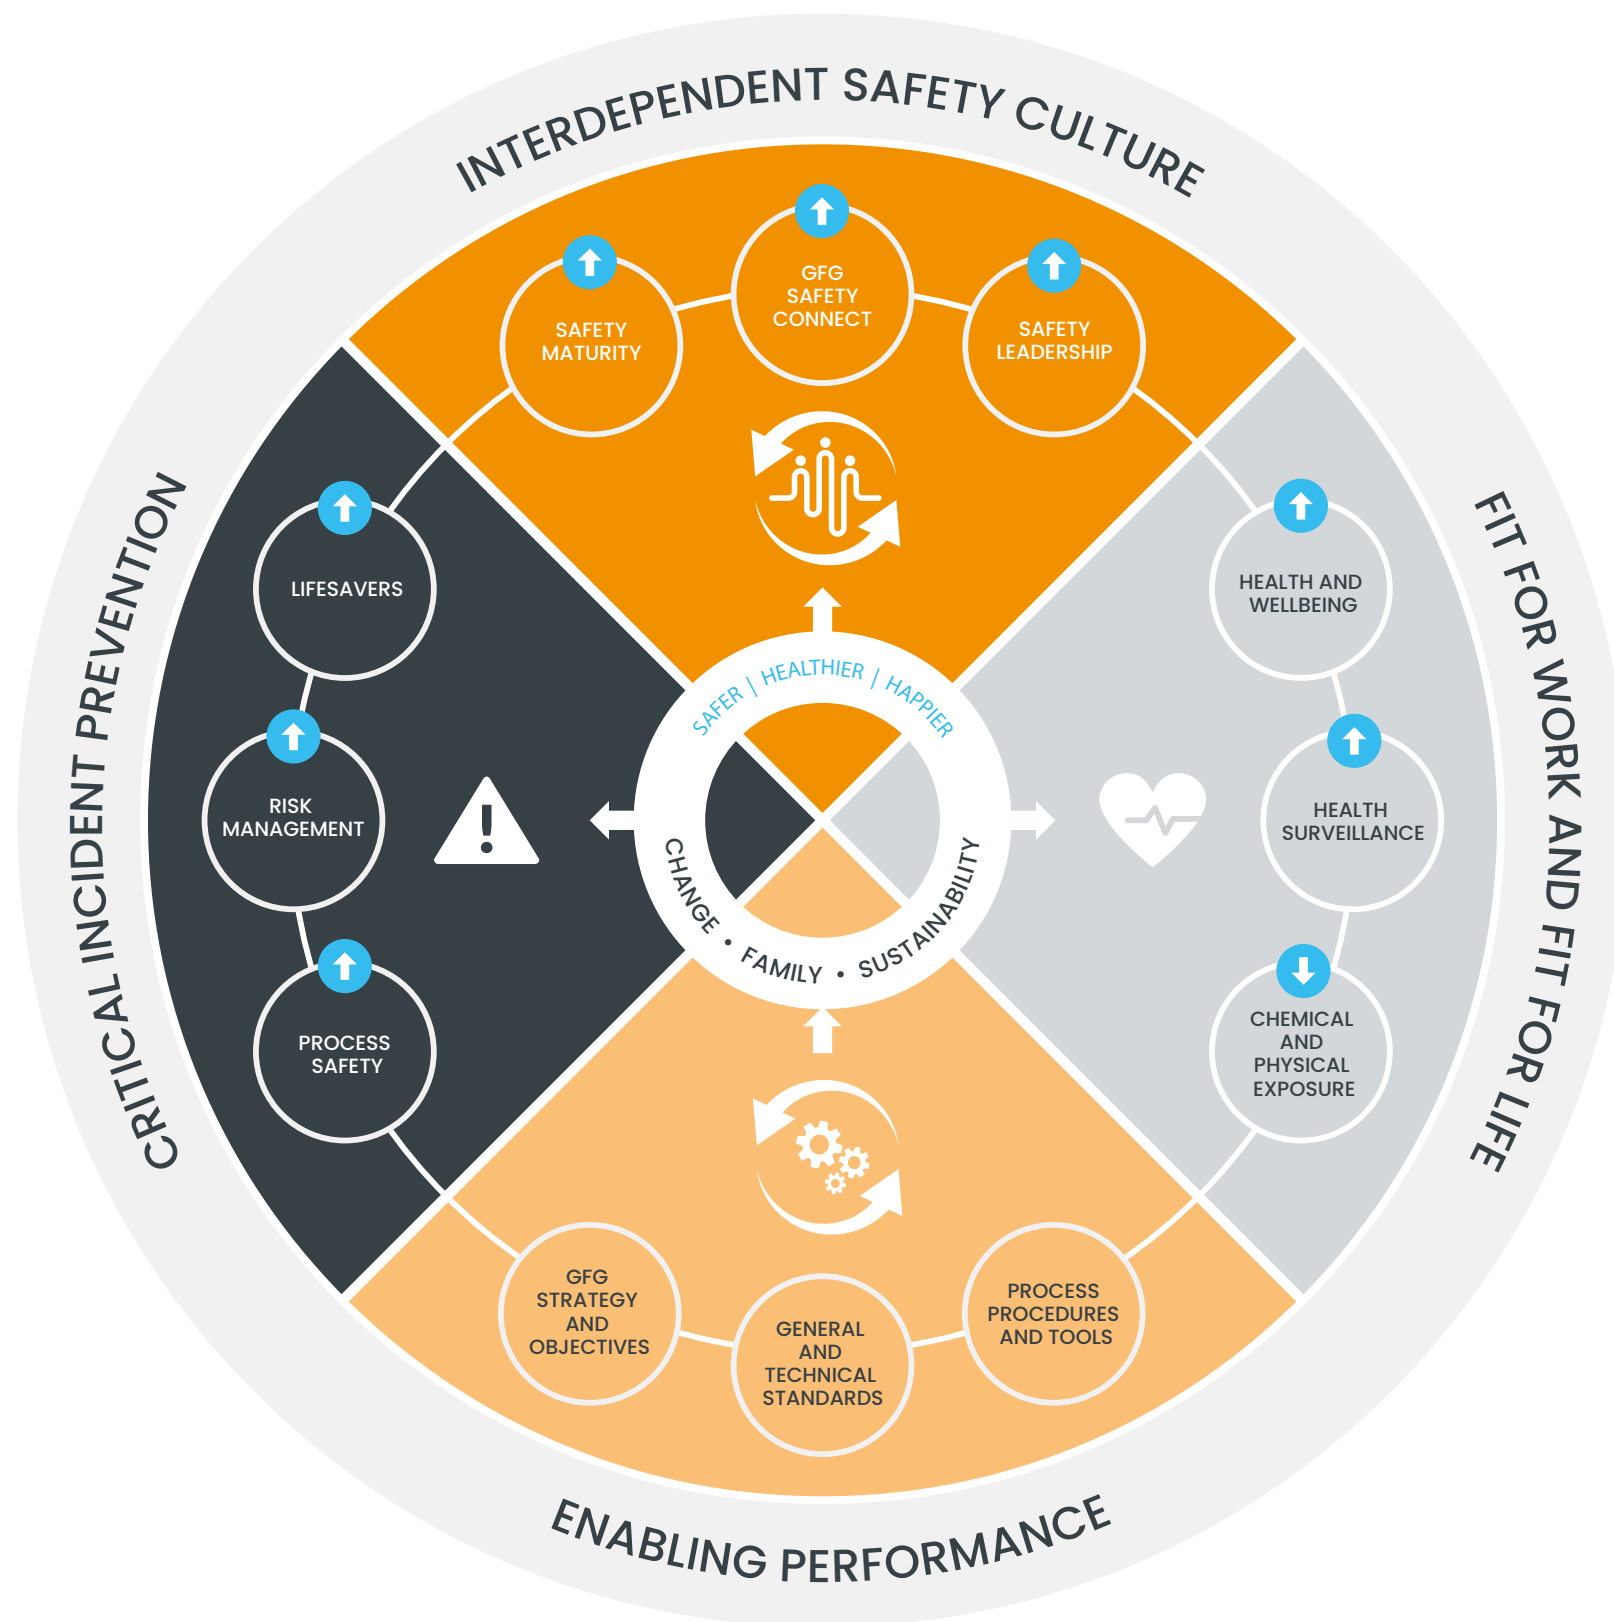 INTERDEPENDENT SAFETY CULTURE
GFG
SAFETY
CONNECT
SAFETY
MATURITY
SAFETY
LEADERSHIP
CRITICAL INCIDENT PREVENTION
LIFESAVERS
RISK
MANAGEMENT
PROCESS
SAFETY
SAFER | HEALTHIER | HAPPIER
CHANGE • FAMILY • SUSTAINABILITY
FIT FOR WORK AND FIT FOR LIFE
HEALTH AND
WELLBEING
HEALTH
SURVEILLANCE
CHEMICAL
AND
PHYSICAL
EXPOSURE
GFG
STRATEGY
AND
OBJECTIVES
GENERAL
AND
TECHNICAL
STANDARDS
PROCESS
PROCEDURES
AND TOOLS
ENABLING PERFORMANCE